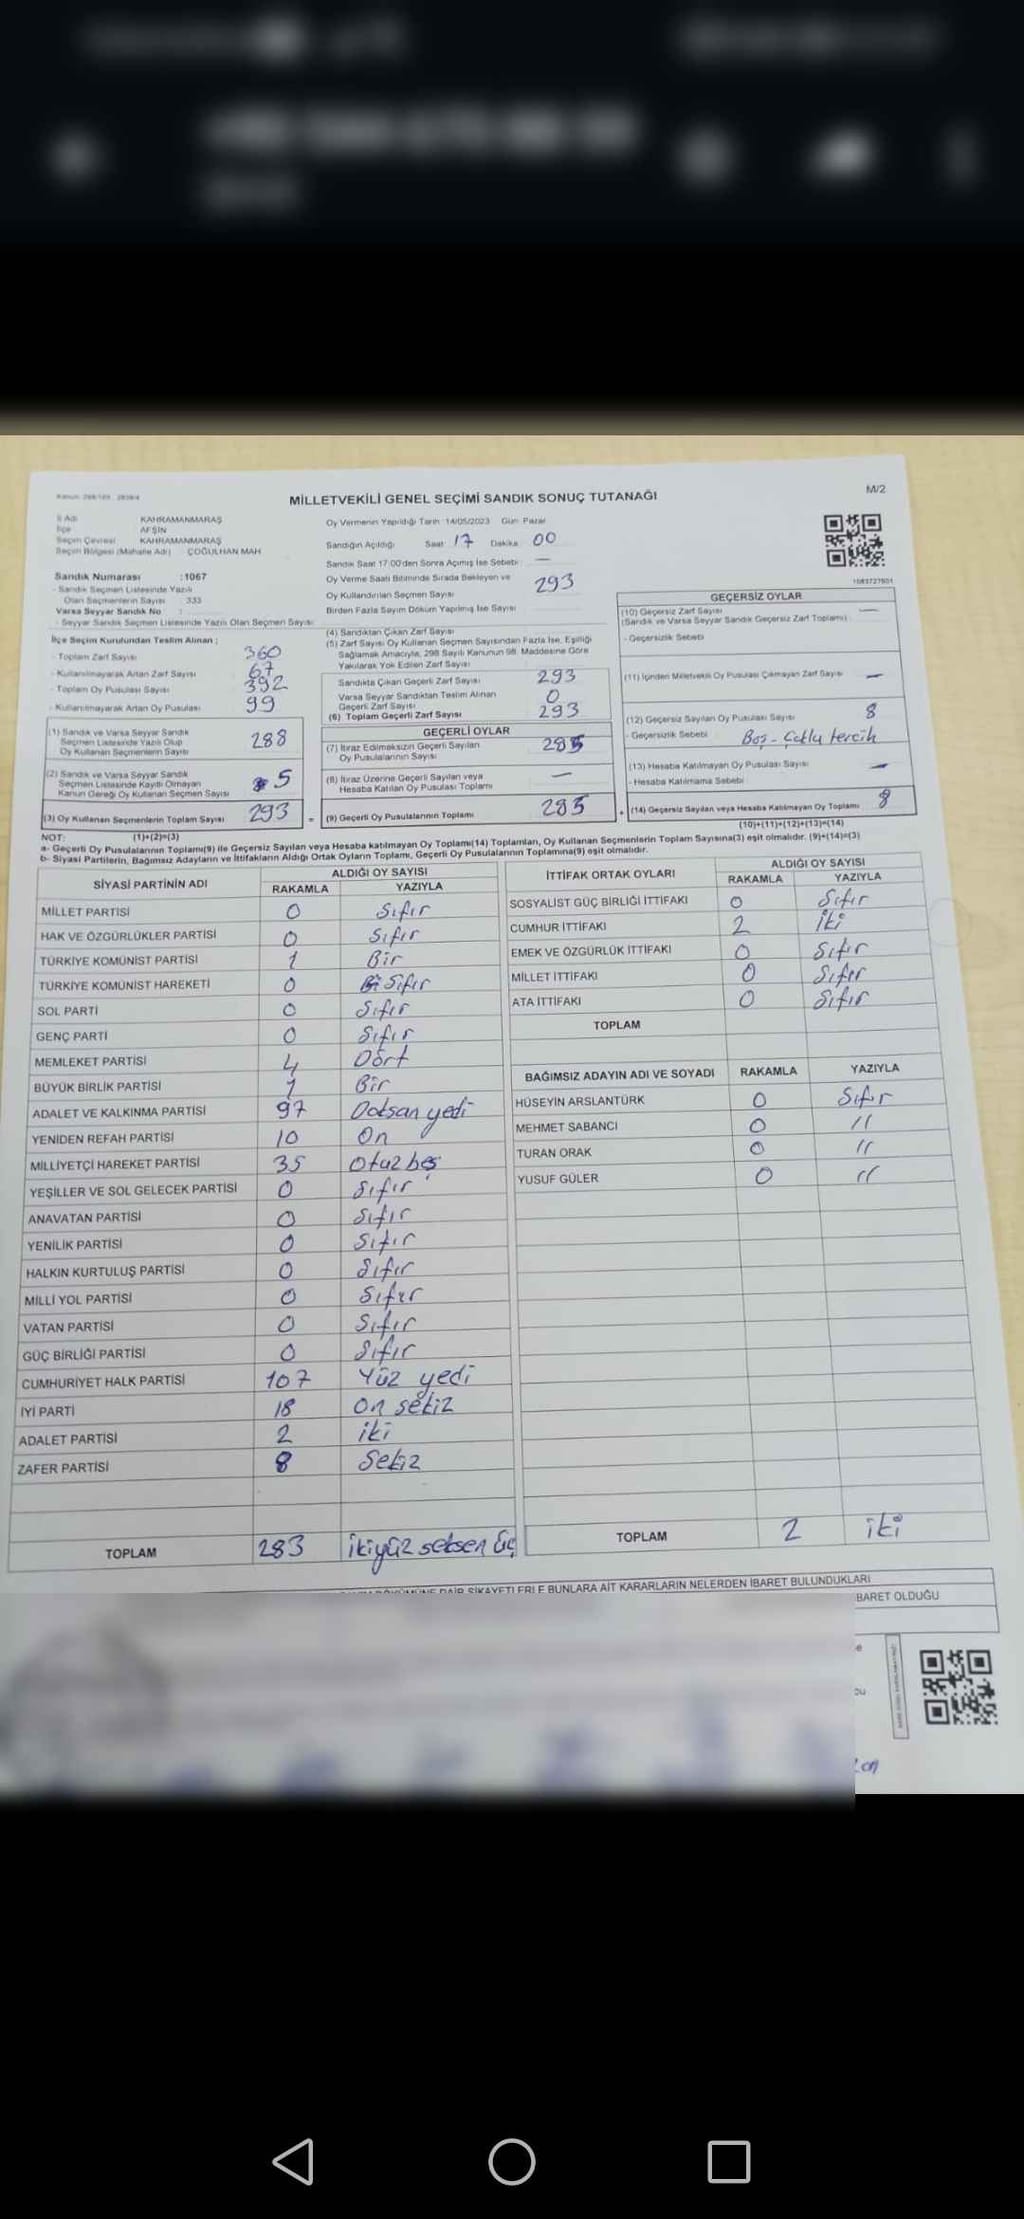 MİLLETVEKİLİ GENEL SEÇİMİ SANDIK SONUÇ TUTANAĞI
M/2
İl Adı KAHRAMANMARAŞ
İlçe AFŞİN
Seçim Çevresi KAHRAMANMARAŞ
Seçim Bölgesi (Mahalle Adı) ÇOĞULHAN MAH
Sandık Numarası :1067
- Sandık Seçmen Listesinde Yazılı
Olan Seçmenlerin Sayısı 333
Varsa Seyyar Sandık No :
- Seyyar Sandık Seçmen Listesinde Yazılı Olan Seçmen Sayısı
Oy Vermenin Yapıldığı Tarih :14/05/2023 Gün: Pazar
Sandığın Açıldığı Saat 17 Dakika 00
Sandık Saat 17:00'den Sonra Açılmış İse Sebebi: —
Oy Verme Saati Bitiminde Sırada Bekleyen ve
Oy Kullandırılan Seçmen Sayısı 293
Birden Fazla Sayım Döküm Yapılmış İse Sayısı
1083727601
İlçe Seçim Kurulundan Teslim Alınan ;
- Toplam Zarf Sayısı 360
- Kullanılmayarak Artan Zarf Sayısı 67
- Toplam Oy Pusulası Sayısı 392
- Kullanılmayarak Artan Oy Pusulası 99
(1) Sandık ve Varsa Seyyar Sandık
Seçmen Listesinde Yazılı Olup
Oy Kullanan Seçmenlerin Sayısı 288
(2) Sandık ve Varsa Seyyar Sandık
Seçmen Listesinde Kayıtlı Olmayan
Kanun Gereği Oy Kullanan Seçmen Sayısı 5
(3) Oy Kullanan Seçmenlerin Toplam Sayısı 293
(4) Sandıktan Çıkan Zarf Sayısı
(5) Zarf Sayısı Oy Kullanan Seçmen Sayısından Fazla İse, Eşitliği
Sağlamak Amacıyla, 298 Sayılı Kanunun 98. Maddesine Göre
Yakılarak Yok Edilen Zarf Sayısı
Sandıkta Çıkan Geçerli Zarf Sayısı 293
Varsa Seyyar Sandıktan Teslim Alınan
Geçerli Zarf Sayısı 0
(6) Toplam Geçerli Zarf Sayısı 293
GEÇERLİ OYLAR
(7) İtiraz Edilmeksizin Geçerli Sayılan
Oy Pusulalarının Sayısı 285
(8) İtiraz Üzerine Geçerli Sayılan veya
Hesaba Katılan Oy Pusulası Toplamı —
= (9) Geçerli Oy Pusulalarının Toplamı 285
GEÇERSİZ OYLAR
(10) Geçersiz Zarf Sayısı —
(Sandık ve Varsa Seyyar Sandık Geçersiz Zarf Toplamı)
- Geçersizlik Sebebi
(11) İçinden Milletvekili Oy Pusulası Çıkmayan Zarf Sayısı —
(12) Geçersiz Sayılan Oy Pusulası Sayısı 8
- Geçersizlik Sebebi Boş - Çoklu tercih
(13) Hesaba Katılmayan Oy Pusulası Sayısı —
- Hesaba Katılmama Sebebi
+ (14) Geçersiz Sayılan veya Hesaba Katılmayan Oy Toplamı 8
NOT: (1)+(2)=(3)
(10)+(11)+(12)+(13)=(14)
a- Geçerli Oy Pusulalarının Toplamı(9) ile Geçersiz Sayılan veya Hesaba katılmayan Oy Toplamı(14) Toplamları, Oy Kullanan Seçmenlerin Toplam Sayısına(3) eşit olmalıdır. (9)+(14)=(3)
b- Siyasi Partilerin, Bağımsız Adayların ve İttifakların Aldığı Ortak Oyların Toplamı, Geçerli Oy Pusulalarının Toplamına(9) eşit olmalıdır.
SİYASİ PARTİNİN ADI ALDIĞI OY SAYISI
RAKAMLA YAZIYLA
MİLLET PARTİSİ 0 Sıfır
HAK VE ÖZGÜRLÜKLER PARTİSİ 0 Sıfır
TÜRKİYE KOMÜNİST PARTİSİ 1 Bir
TÜRKİYE KOMÜNİST HAREKETİ 0 Sıfır
SOL PARTİ 0 Sıfır
GENÇ PARTİ 0 Sıfır
MEMLEKET PARTİSİ 4 Dört
BÜYÜK BİRLİK PARTİSİ 1 Bir
ADALET VE KALKINMA PARTİSİ 97 Doksan yedi
YENİDEN REFAH PARTİSİ 10 On
MİLLİYETÇİ HAREKET PARTİSİ 35 Otuz beş
YEŞİLLER VE SOL GELECEK PARTİSİ 0 Sıfır
ANAVATAN PARTİSİ 0 Sıfır
YENİLİK PARTİSİ 0 Sıfır
HALKIN KURTULUŞ PARTİSİ 0 Sıfır
MİLLİ YOL PARTİSİ 0 Sıfır
VATAN PARTİSİ 0 Sıfır
GÜÇ BİRLİĞİ PARTİSİ 0 Sıfır
CUMHURİYET HALK PARTİSİ 107 Yüz yedi
İYİ PARTİ 18 On sekiz
ADALET PARTİSİ 2 iki
ZAFER PARTİSİ 8 Sekiz
TOPLAM 283 ikiyüz seksen üç
İTTİFAK ORTAK OYLARI ALDIĞI OY SAYISI
RAKAMLA YAZIYLA
SOSYALİST GÜÇ BİRLİĞİ İTTİFAKI 0 Sıfır
CUMHUR İTTİFAKI 2 İki
EMEK VE ÖZGÜRLÜK İTTİFAKI 0 Sıfır
MİLLET İTTİFAKI 0 Sıfır
ATA İTTİFAKI 0 Sıfır
TOPLAM
BAĞIMSIZ ADAYIN ADI VE SOYADI RAKAMLA YAZIYLA
HÜSEYİN ARSLANTÜRK 0 Sıfır
MEHMET SABANCI 0 //
TURAN ORAK 0 //
YUSUF GÜLER 0 //
TOPLAM 2 iki
DAİR ŞİKAYETLERLE BUNLARA AİT KARARLARIN NELERDEN İBARET BULUNDUKLARI
BARET OLDUĞU